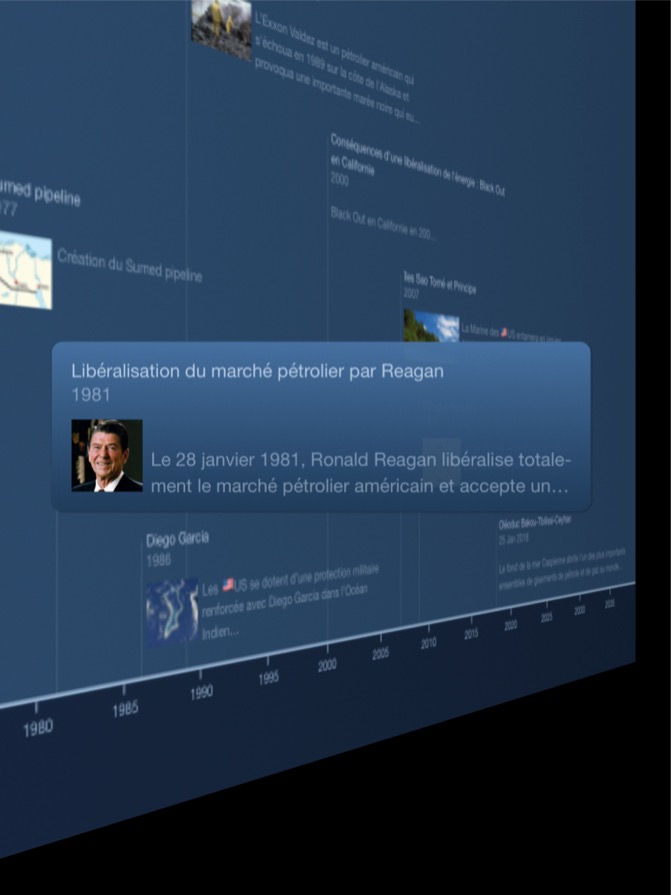 L'Exxon Valdez est un pétrolier américain qui
s'échoua en 1989 sur la côte de l'Alaska et
provoqua une importante marée noire qui eu...
Conséquences d'une libéralisation de l'énergie : Black Out
en Californie
2000
Black Out en Californie en 200...
umed pipeline
77
Création du Sumed pipeline
Iles Sao Tomé et Principe
2007
La Marine des US entament en
Libéralisation du marché pétrolier par Reagan
1981
Le 28 janvier 1981, Ronald Reagan libéralise totale-
ment le marché pétrolier américain et accepte un...
Diego Garcia
1986
Les US se dotent d'une protection militaire
renforcée avec Diego Garcia dans l'Océan
Indien...
Oléoduc Bakou-Tbilissi-Ceyhan
25 Jan 2016
Le fond de la mer Caspienne abrite l'un des plus importants
ensembles de gisements de pétrole et de gaz au monde...
1980 1985 1990 1995 2000 2005 2010 2015 2020 2025 2030 2035